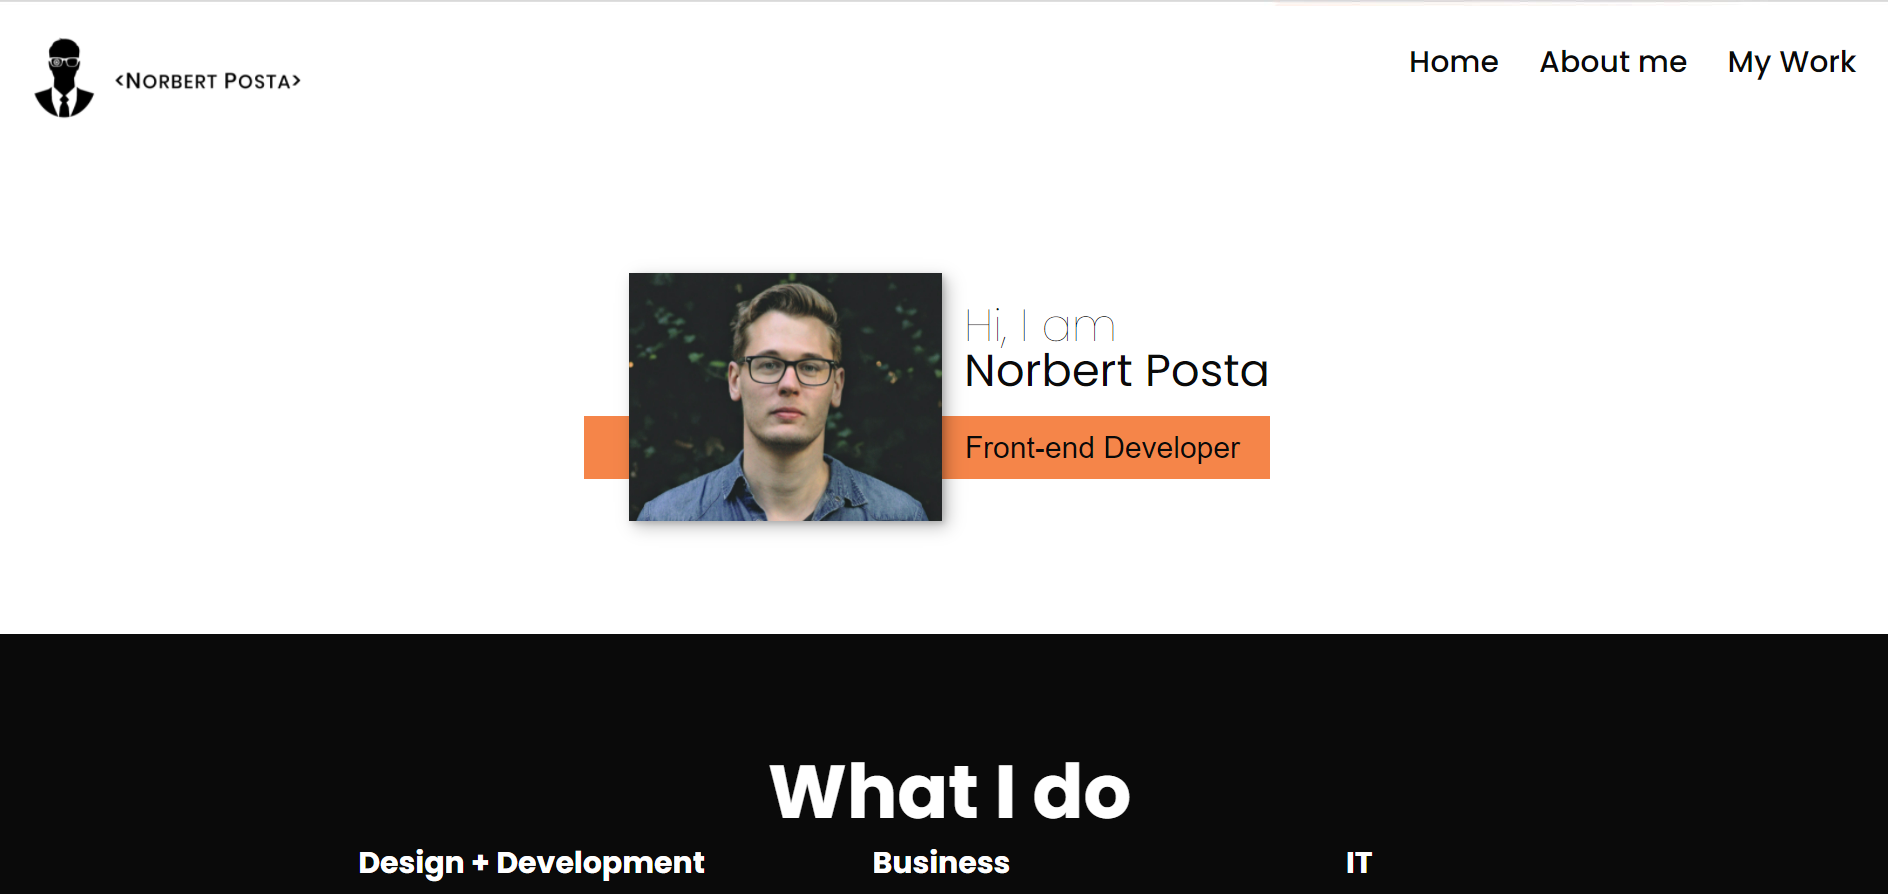 <NORBERT POSTA>
Home About me My Work
Hi, I am
Norbert Posta
Front-end Developer
What I do
Design + Development Business IT